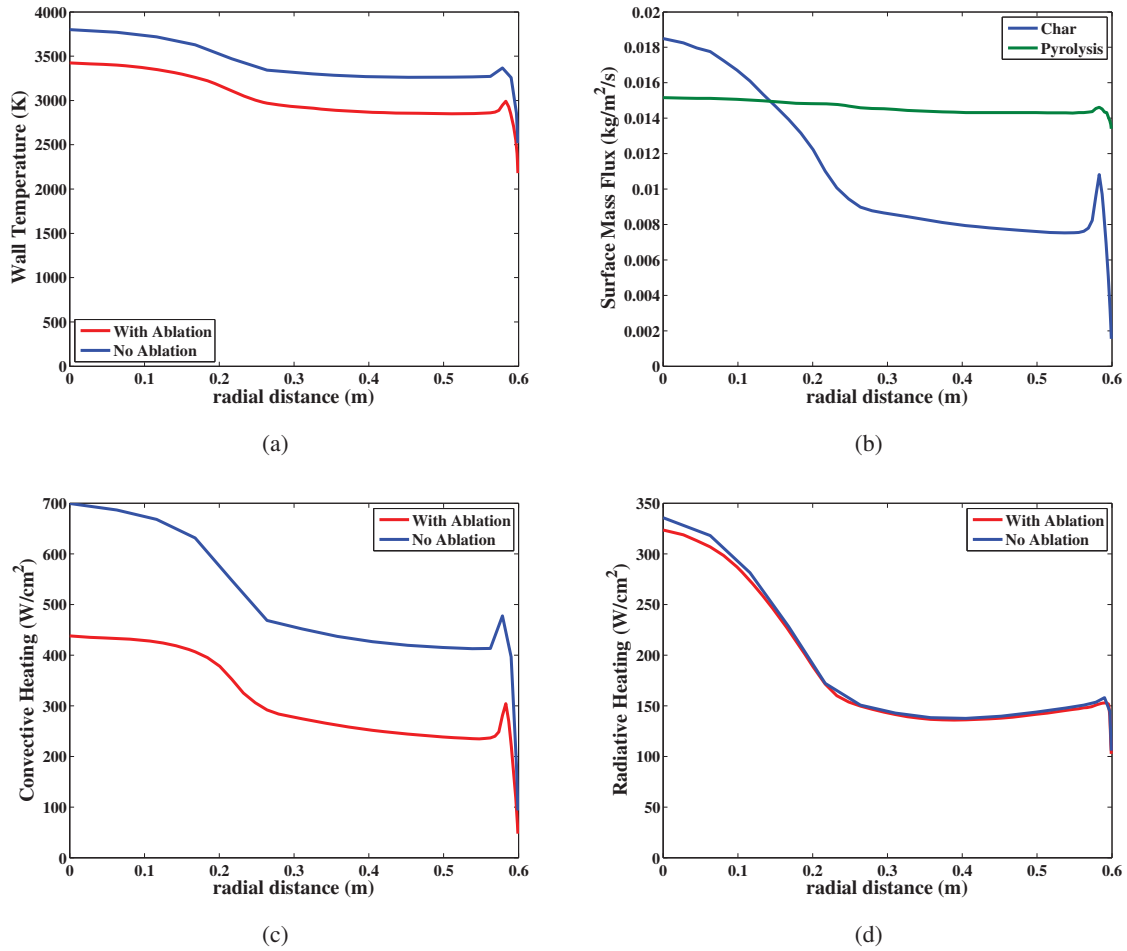 4000
3500
3000
2500
2000
1500
1000
500
0
Wall Temperature (K)
With Ablation
No Ablation
0 0.1 0.2 0.3 0.4 0.5 0.6
radial distance (m)
(a)
0.02
0.018
0.016
0.014
0.012
0.01
0.008
0.006
0.004
0.002
0
Surface Mass Flux (kg/m²/s)
Char
Pyrolysis
0 0.1 0.2 0.3 0.4 0.5 0.6
radial distance (m)
(b)
700
600
500
400
300
200
100
0
Convective Heating (W/cm²)
With Ablation
No Ablation
0 0.1 0.2 0.3 0.4 0.5 0.6
radial distance (m)
(c)
350
300
250
200
150
100
50
0
Radiative Heating (W/cm²)
With Ablation
No Ablation
0 0.1 0.2 0.3 0.4 0.5 0.6
radial distance (m)
(d)